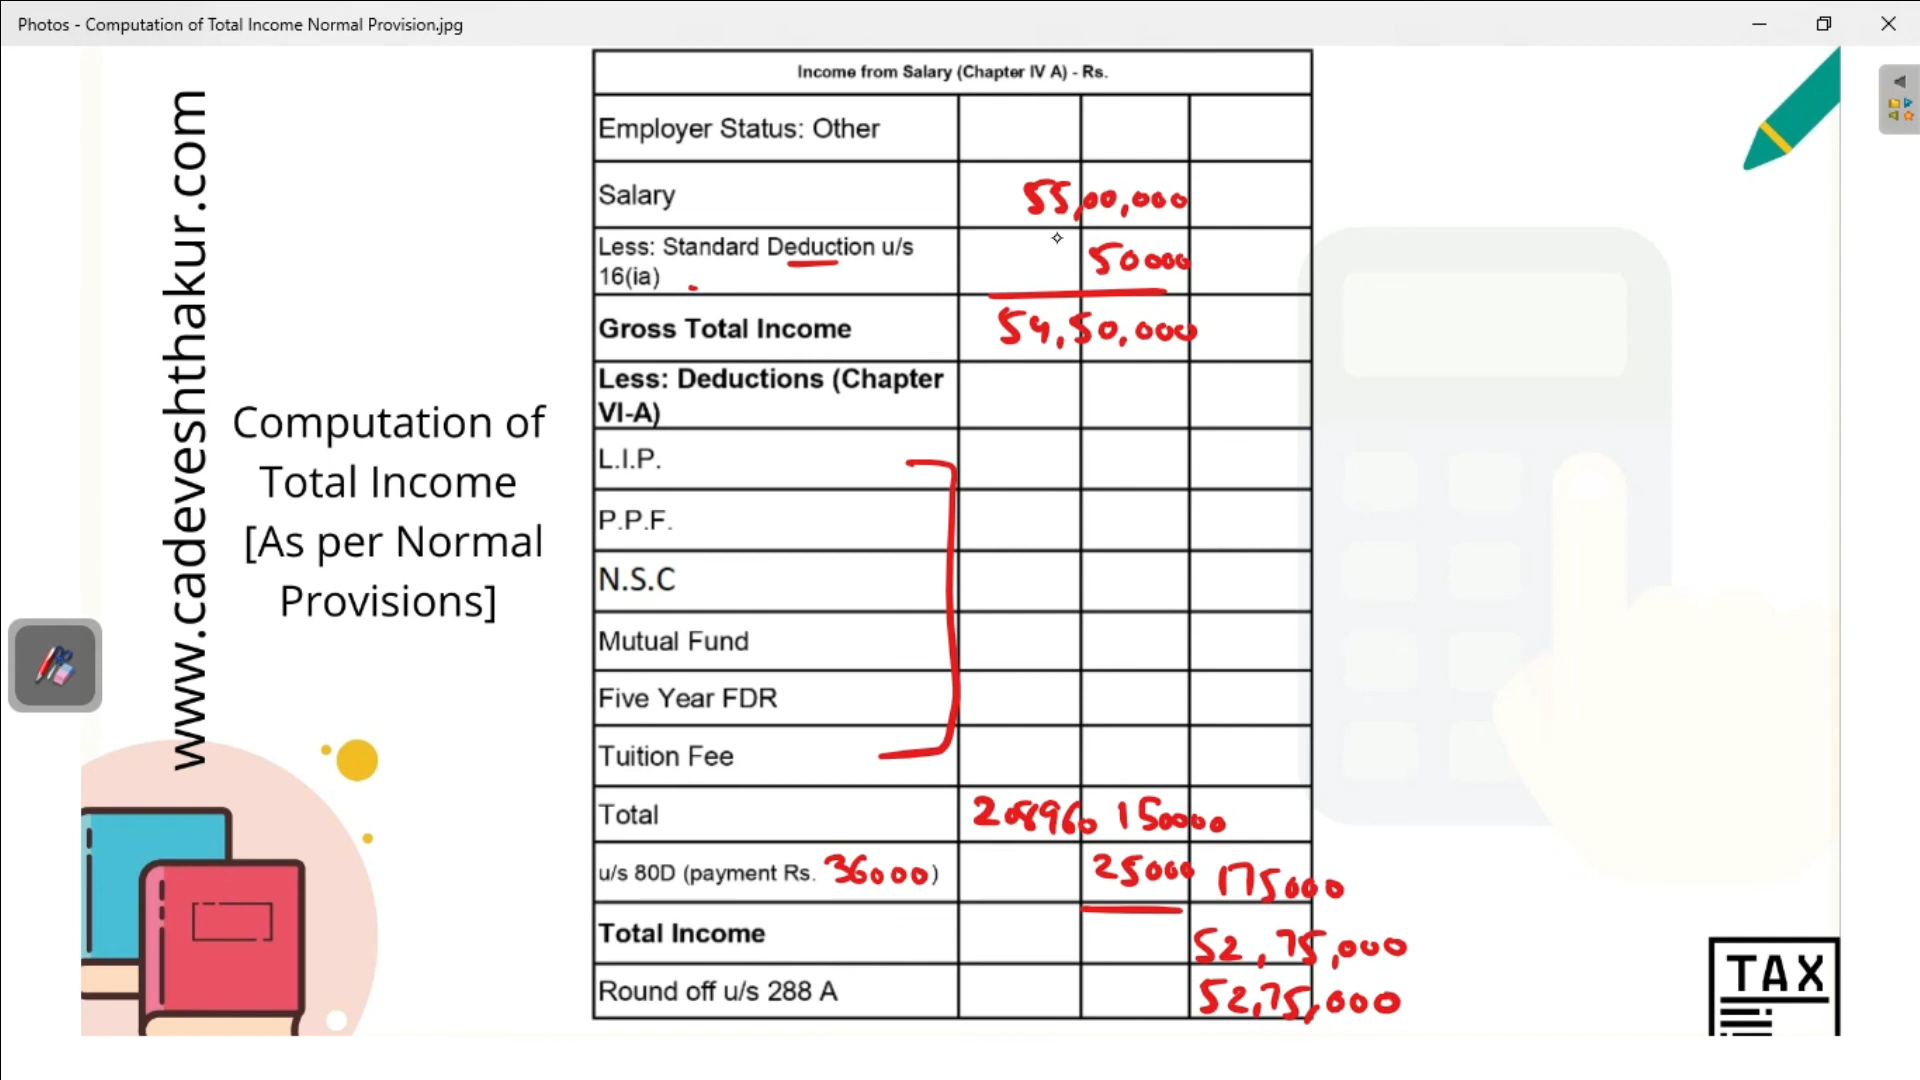 Photos - Computation of Total Income Normal Provision.jpg
www.cadeveshthakur.com
Computation of
Total Income
[As per Normal
Provisions]
Income from Salary (Chapter IV A) - Rs.
Employer Status: Other
Salary 55,00,000
Less: Standard Deduction u/s
16(ia) 50000
Gross Total Income 54,50,000
Less: Deductions (Chapter
VI-A)
L.I.P.
P.P.F.
N.S.C
Mutual Fund
Five Year FDR
Tuition Fee
Total 150000
u/s 80D (payment Rs. 36000) 25000 175000
Total Income 52,75,000
Round off u/s 288 A 52,75,000
TAX